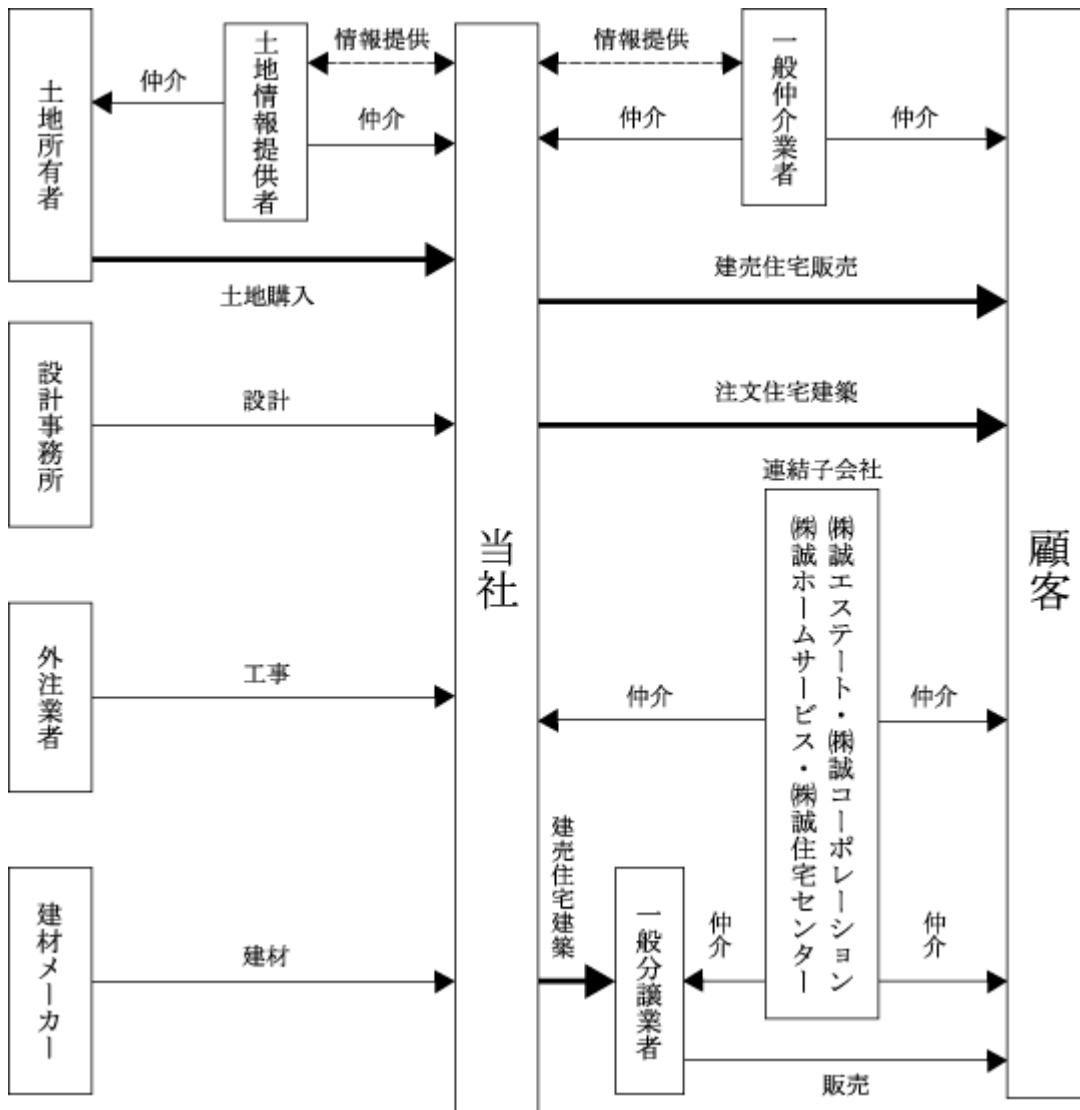 土地所有者
仲介
土地情報提供者
情報提供
仲介
土地購入
設計事務所
設計
外注業者
工事
建材メーカー
建材
当社
情報提供
仲介
一般仲介業者
仲介
建売住宅販売
注文住宅建築
連結子会社
㈱誠エステート・㈱誠コーポレーション
㈱誠ホームサービス・㈱誠住宅センター
仲介
仲介
建売住宅建築
一般分譲業者
仲介
仲介
販売
顧客